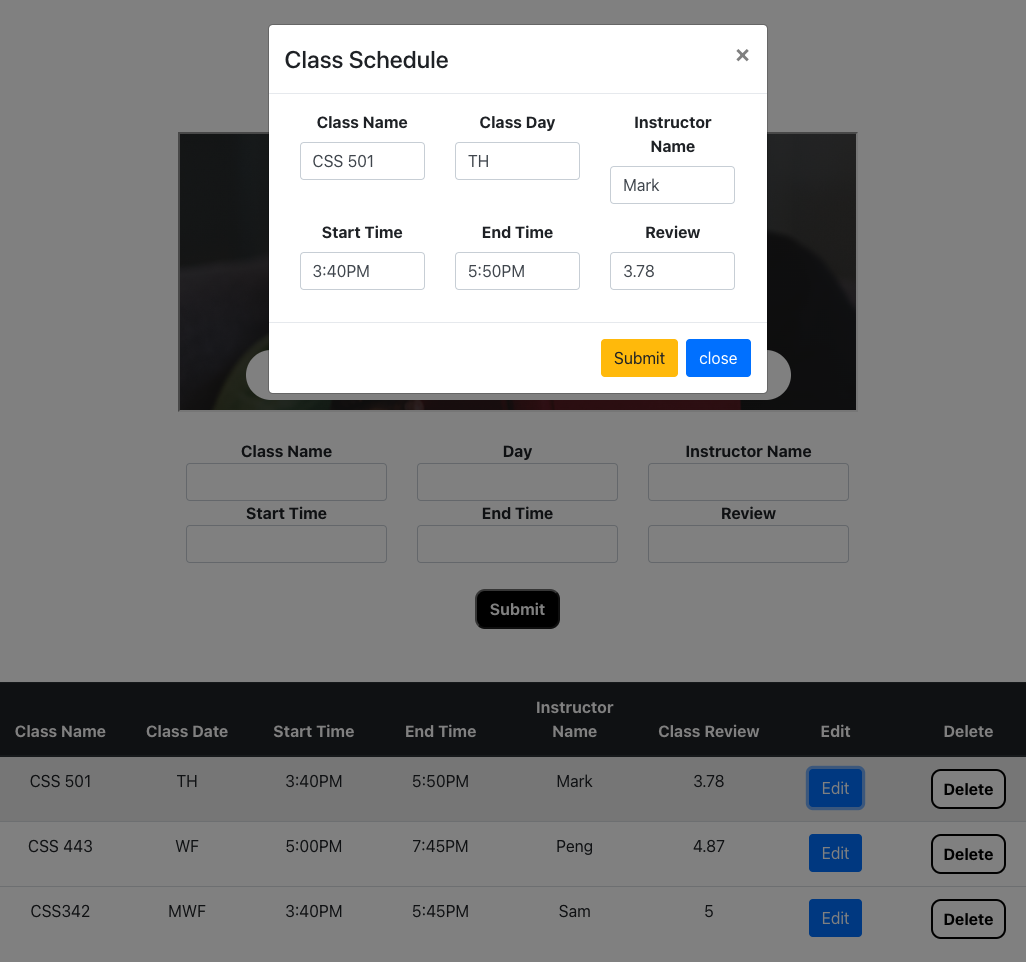 Class Schedule ×
Class Name Class Day Instructor Name
CSS 501 TH Mark
Start Time End Time Review
3:40PM 5:50PM 3.78
Submit close
Class Name Day Instructor Name
Start Time End Time Review
Submit
Class Name Class Date Start Time End Time Instructor Name Class Review Edit Delete
CSS 501 TH 3:40PM 5:50PM Mark 3.78 Edit Delete
CSS 443 WF 5:00PM 7:45PM Peng 4.87 Edit Delete
CSS342 MWF 3:40PM 5:45PM Sam 5 Edit Delete